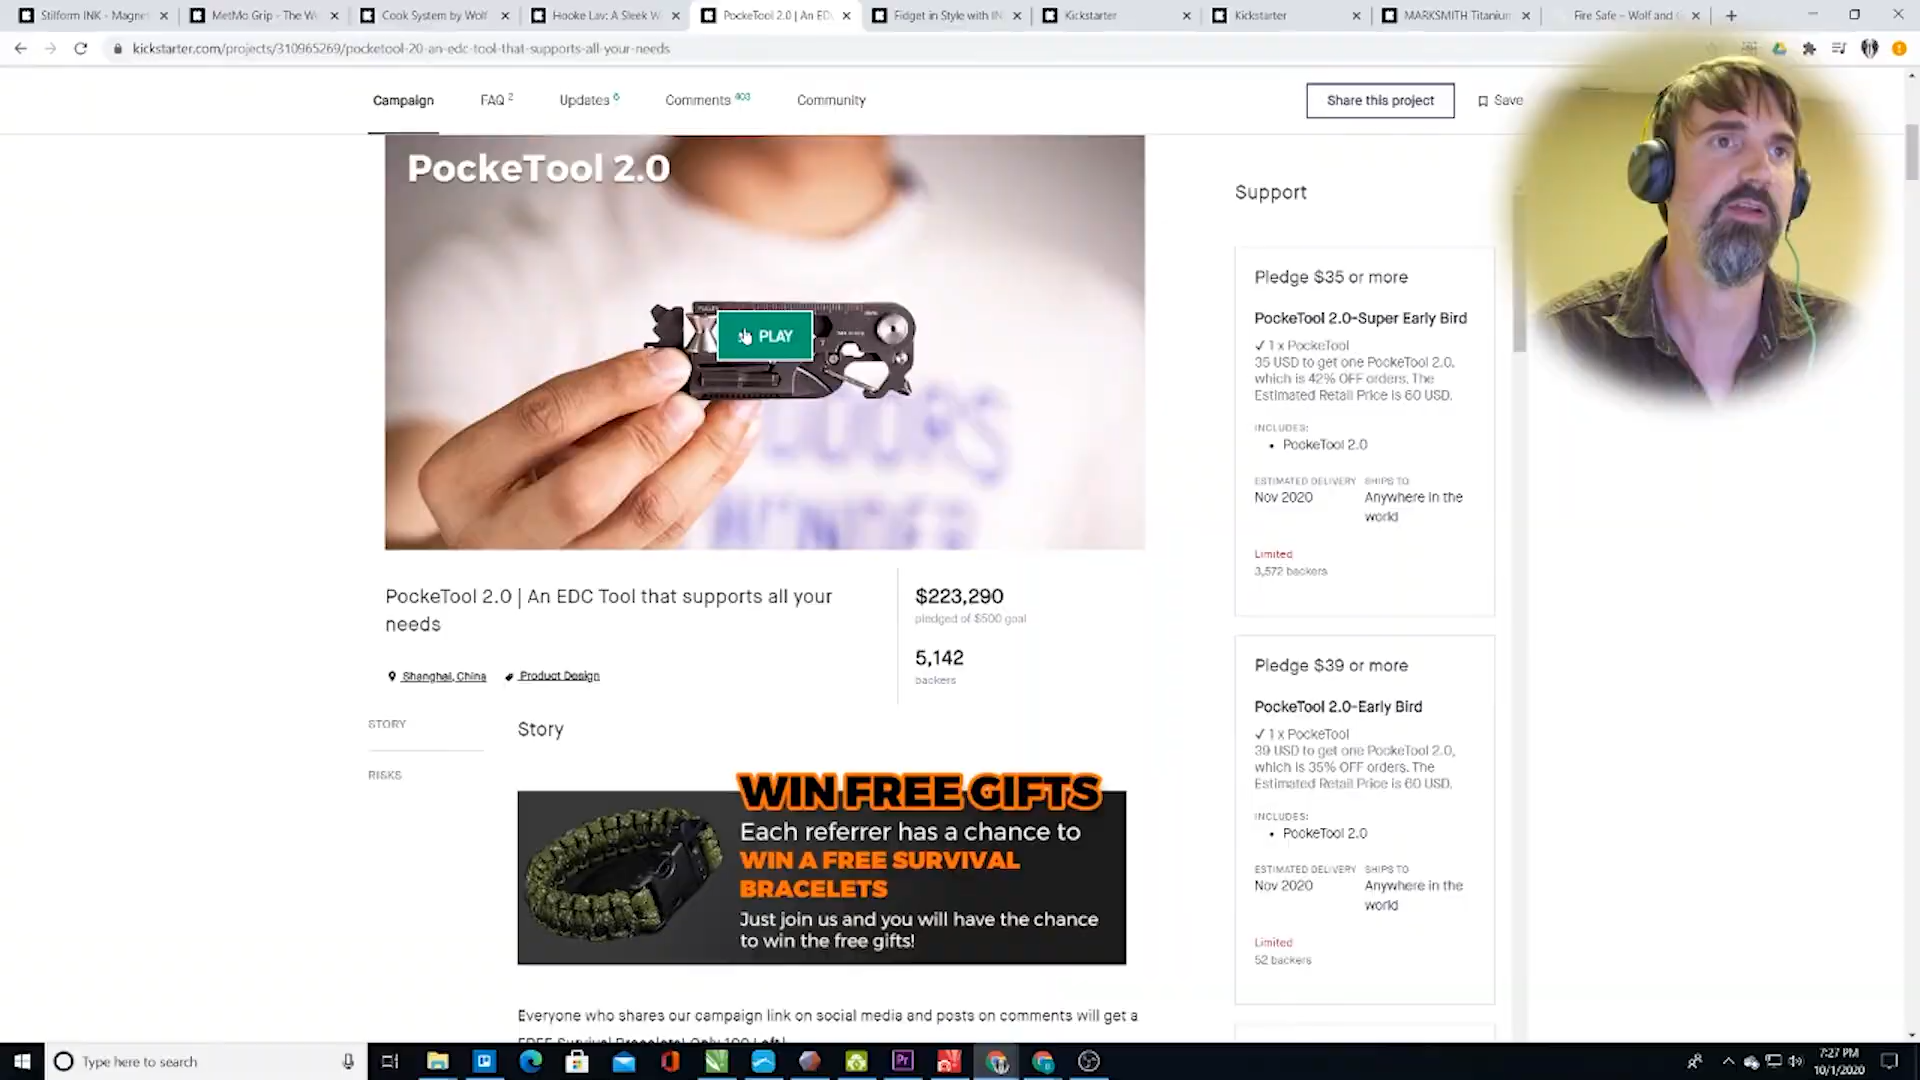 Stilform INK - Magnet
MetMo Grip - The W
Cook System by Wolf
Hooke Lav: A Sleek W
PockeTool 2.0 | An ED
Fidget in Style with IN
Kickstarter
Kickstarter
MARKSMITH Titanium
Fire Safe – Wolf and G
kickstarter.com/projects/310965269/pocketool-20-an-edc-tool-that-supports-all-your-needs
Campaign
FAQ 2
Updates 6
Comments 403
Community
Share this project
Save
PockeTool 2.0
PLAY
PockeTool 2.0 | An EDC Tool that supports all your
needs
Shanghai, China
Product Design
$223,290
pledged of $500 goal
5,142
backers
STORY
RISKS
Story
WIN FREE GIFTS
Each referrer has a chance to
WIN A FREE SURVIVAL
BRACELETS
Just join us and you will have the chance
to win the free gifts!
Everyone who shares our campaign link on social media and posts on comments will get a
FREE Survival Bracelets! Only 100 Left!
Support
Pledge $35 or more
PockeTool 2.0-Super Early Bird
✓ 1 x PockeTool
35 USD to get one PockeTool 2.0,
which is 42% OFF orders. The
Estimated Retail Price is 60 USD.
INCLUDES:
• PockeTool 2.0
ESTIMATED DELIVERY
Nov 2020
SHIPS TO
Anywhere in the
world
Limited
3,572 backers
Pledge $39 or more
PockeTool 2.0-Early Bird
✓ 1 x PockeTool
39 USD to get one PockeTool 2.0,
which is 35% OFF orders. The
Estimated Retail Price is 60 USD.
INCLUDES:
• PockeTool 2.0
ESTIMATED DELIVERY
Nov 2020
SHIPS TO
Anywhere in the
world
Limited
52 backers
Type here to search
Pr
7:27 PM
10/1/2020